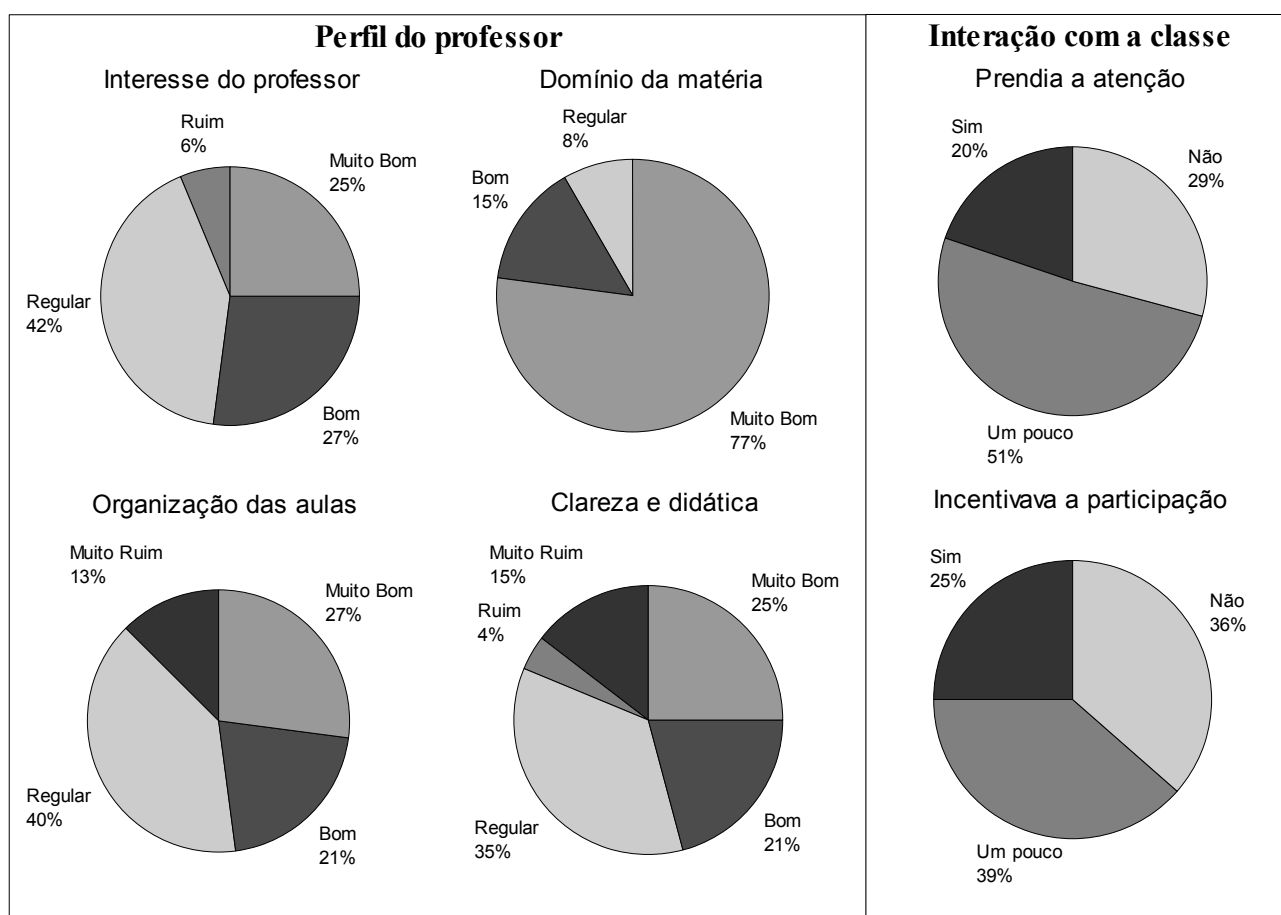 Perfil do professor
Interesse do professor
Ruim
6%
Muito Bom
25%
Regular
42%
Bom
27%
Domínio da matéria
Regular
8%
Bom
15%
Muito Bom
77%
Organização das aulas
Muito Ruim
13%
Muito Bom
27%
Regular
40%
Bom
21%
Clareza e didática
Muito Ruim
15%
Muito Bom
25%
Ruim
4%
Regular
35%
Bom
21%
Interação com a classe
Prendia a atenção
Sim
20%
Não
29%
Um pouco
51%
Incentivava a participação
Sim
25%
Não
36%
Um pouco
39%